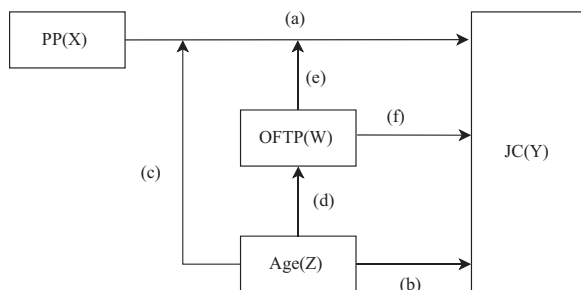 (a)
PP(X)
(e)
OFTP(W)
(f)
JC(Y)
(c)
(d)
Age(Z)
(b)